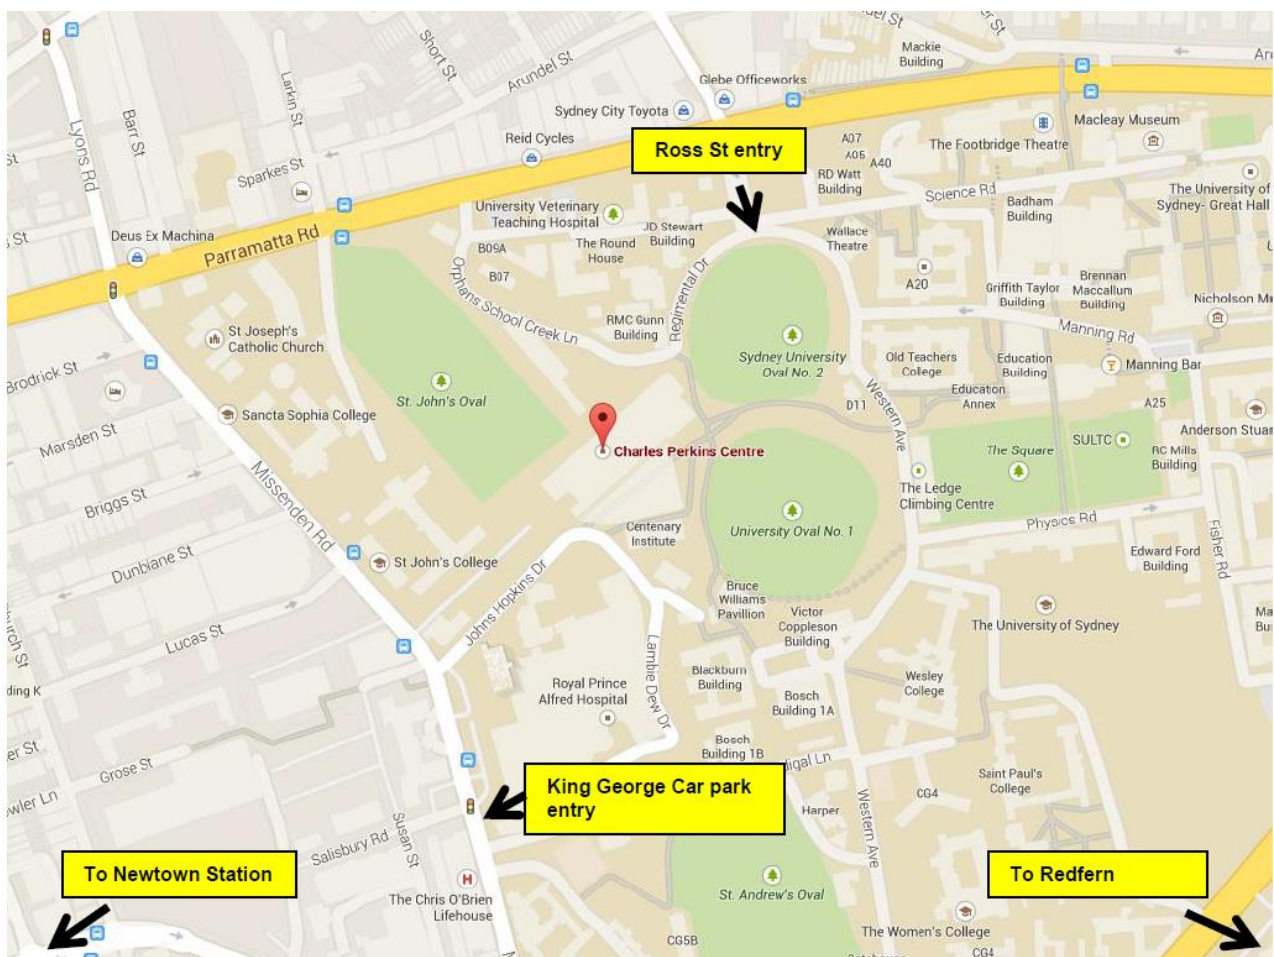 Short St
Arundel St
Larkin St
Barr St
Lyons Rd
Sparkes St
Mackie
Building
Glebe Officeworks
Sydney City Toyota
Reid Cycles
Ross St entry
A07
A05
A40
RD Watt
Building
The Footbridge Theatre
Macleay Museum
Science Rd
The University of
Sydney- Great Hall
Badham
Building
University Veterinary
Teaching Hospital
JD Stewart
Building
The Round
House
Wallace
Theatre
Deus Ex Machina
Parramatta Rd
B09A
B07
Orphans School Creek Ln
Regimental Dr
RMC Gunn
Building
A20
Griffith Taylor
Building
Brennan
Maccallum
Building
Manning Rd
St Joseph's
Catholic Church
Sydney University
Oval No. 2
Old Teachers
College
Education
Building
Manning Bar
Education
Annex
Brodrick St
St. John's Oval
Sancta Sophia College
D11
Western Ave
A25
Marsden St
Charles Perkins Centre
The Square
SULTC
RC Mills
Building
Briggs St
Missenden Rd
The Ledge
Climbing Centre
University Oval No. 1
Centenary
Institute
Physics Rd
Fisher Rd
Edward Ford
Building
Dunblane St
St John's College
Johns Hopkins Dr
Bruce
Williams
Pavillion
Victor
Coppleson
Building
The University of Sydney
Lucas St
Lambie Dew Dr
Royal Prince
Alfred Hospital
Blackburn
Building
Wesley
College
Bosch
Building 1A
Bosch
Building 1B
Grose St
King George Car park
entry
Saint Paul's
College
CG4
Harper
Western Ave
Salisbury Rd
Susan St
To Newtown Station
To Redfern
The Chris O'Brien
Lifehouse
St. Andrew's Oval
The Women's College
CG5B
CG4